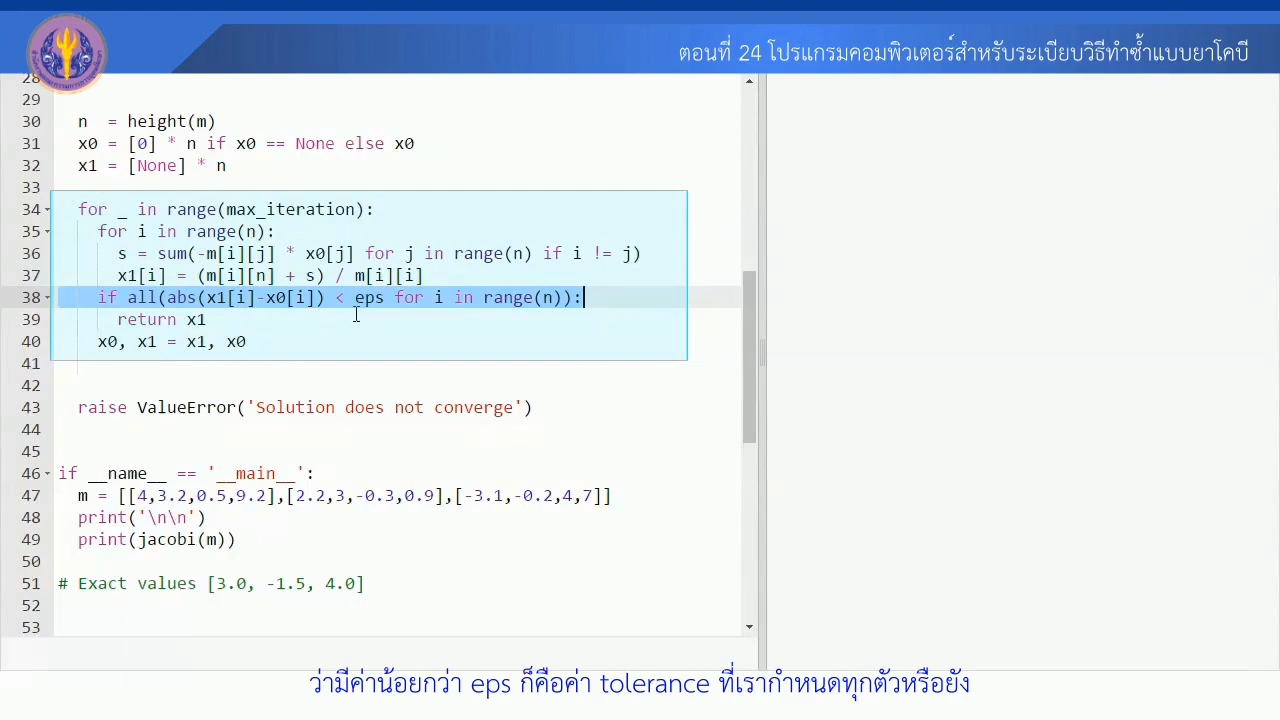 ตอนที่ 24 โปรแกรมคอมพิวเตอร์สำหรับระเบียบวิธีทำซ้ำแบบยาโคบี
28
29
30 n  = height(m)
31 x0 = [0] * n if x0 == None else x0
32 x1 = [None] * n
33
34 for _ in range(max_iteration):
35 for i in range(n):
36 s = sum(-m[i][j] * x0[j] for j in range(n) if i != j)
37 x1[i] = (m[i][n] + s) / m[i][i]
38 if all(abs(x1[i]-x0[i]) < eps for i in range(n)):
39 return x1
40 x0, x1 = x1, x0
41
42
43 raise ValueError('Solution does not converge')
44
45
46 if __name__ == '__main__':
47 m = [[4,3.2,0.5,9.2],[2.2,3,-0.3,0.9],[-3.1,-0.2,4,7]]
48 print('\n\n')
49 print(jacobi(m))
50
51 # Exact values [3.0, -1.5, 4.0]
52
53
ว่ามีค่าน้อยกว่า eps ก็คือค่า tolerance ที่เรากำหนดทุกตัวหรือยัง